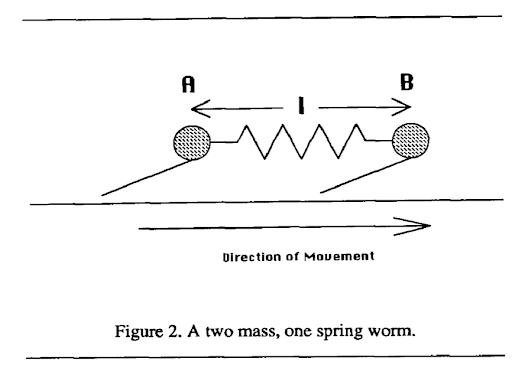 A B
l
Direction of Movement
Figure 2. A two mass, one spring worm.